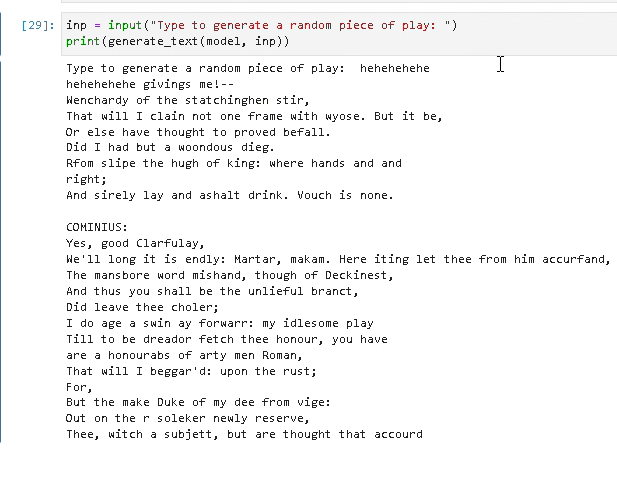 [29]: inp = input("Type to generate a random piece of play: ")
print(generate_text(model, inp))
Type to generate a random piece of play:  hehehehehe
hehehehehe givings me!--
Wenchardy of the statchinghen stir,
That will I clain not one frame with wyose. But it be,
Or else have thought to proved befall.
Did I had but a woondous dieg.
Rfom slipe the hugh of king: where hands and and
right;
And sirely lay and ashalt drink. Vouch is none.

COMINIUS:
Yes, good Clarfulay,
We'll long it is endly: Martar, makam. Here iting let thee from him accurfand,
The mansbore word mishand, though of Deckinest,
And thus you shall be the unlieful branct,
Did leave thee choler;
I do age a swin ay forwarr: my idlesome play
Till to be dreador fetch thee honour, you have
are a honourabs of arty men Roman,
That will I beggar'd: upon the rust;
For,
But the make Duke of my dee from vige:
Out on the r soleker newly reserve,
Thee, witch a subjett, but are thought that accourd